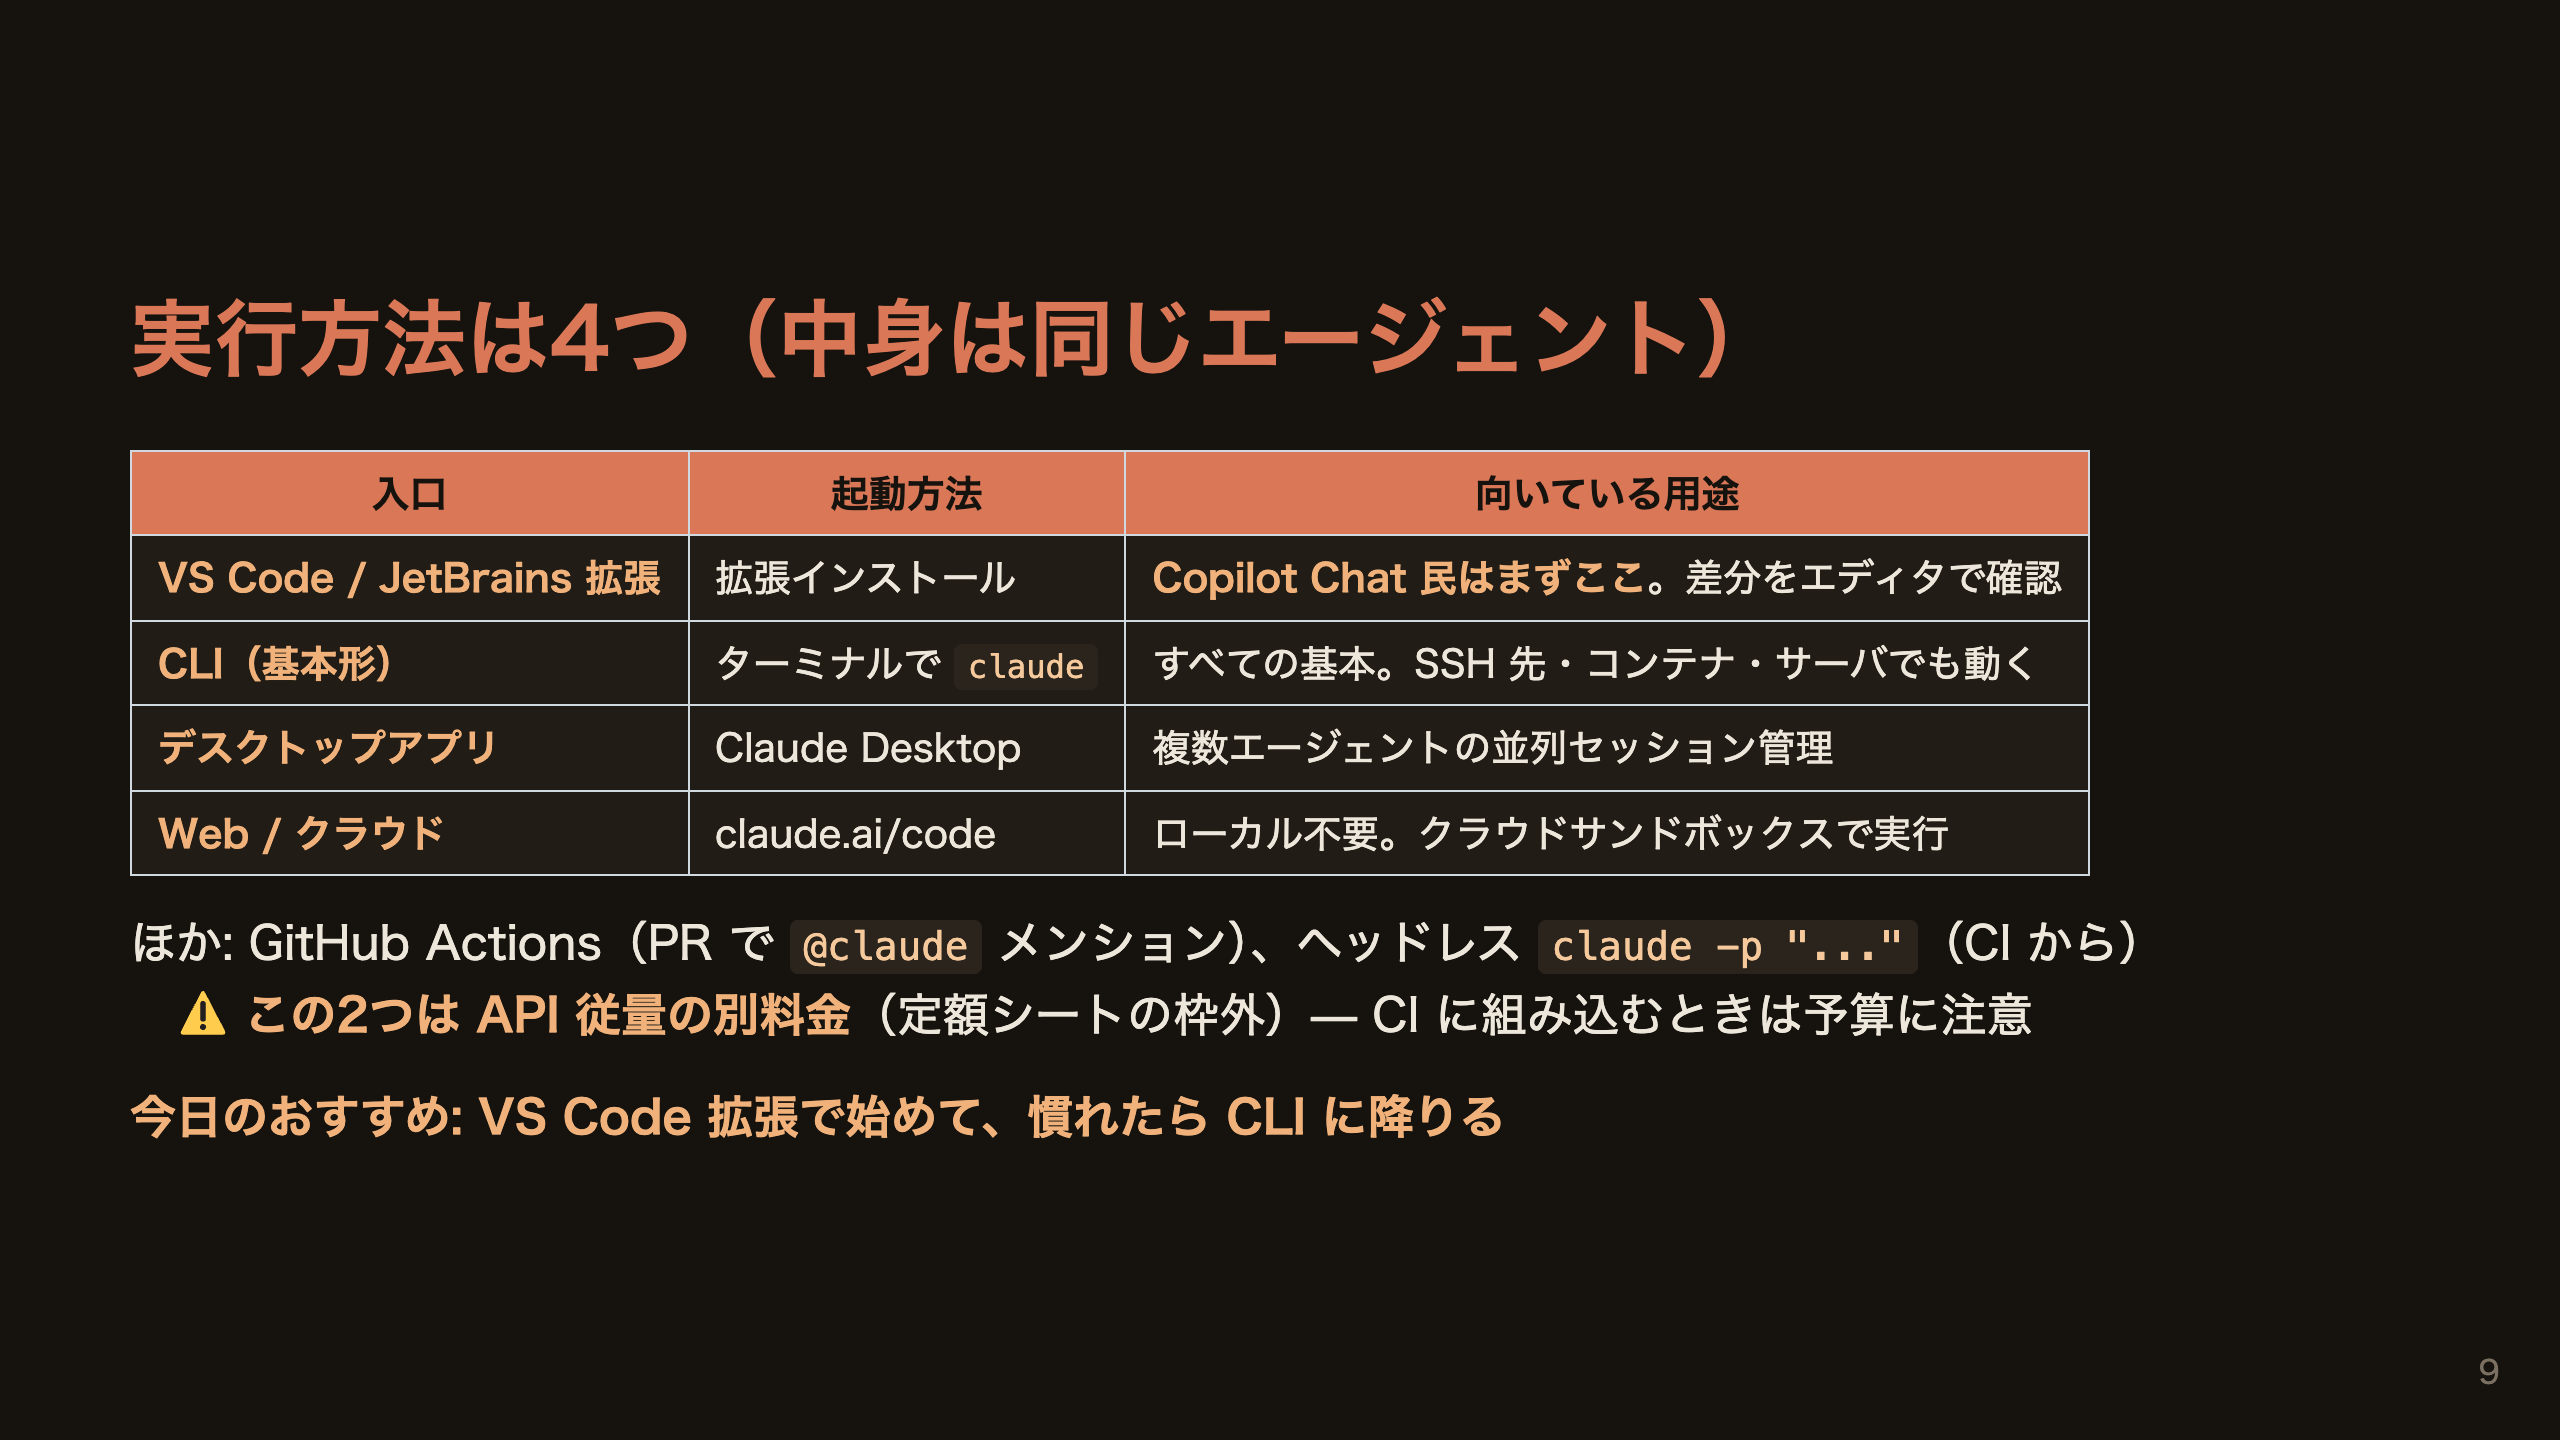 実行方法は4つ（中身は同じエージェント）
入口 起動方法 向いている用途
VS Code / JetBrains 拡張 拡張インストール Copilot Chat 民はまずここ。差分をエディタで確認
CLI（基本形） ターミナルで claude すべての基本。SSH 先・コンテナ・サーバでも動く
デスクトップアプリ Claude Desktop 複数エージェントの並列セッション管理
Web / クラウド claude.ai/code ローカル不要。クラウドサンドボックスで実行
ほか: GitHub Actions（PR で @claude メンション）、ヘッドレス claude -p "..." （CI から）
⚠️ この2つは API 従量の別料金（定額シートの枠外）— CI に組み込むときは予算に注意
今日のおすすめ: VS Code 拡張で始めて、慣れたら CLI に降りる
9